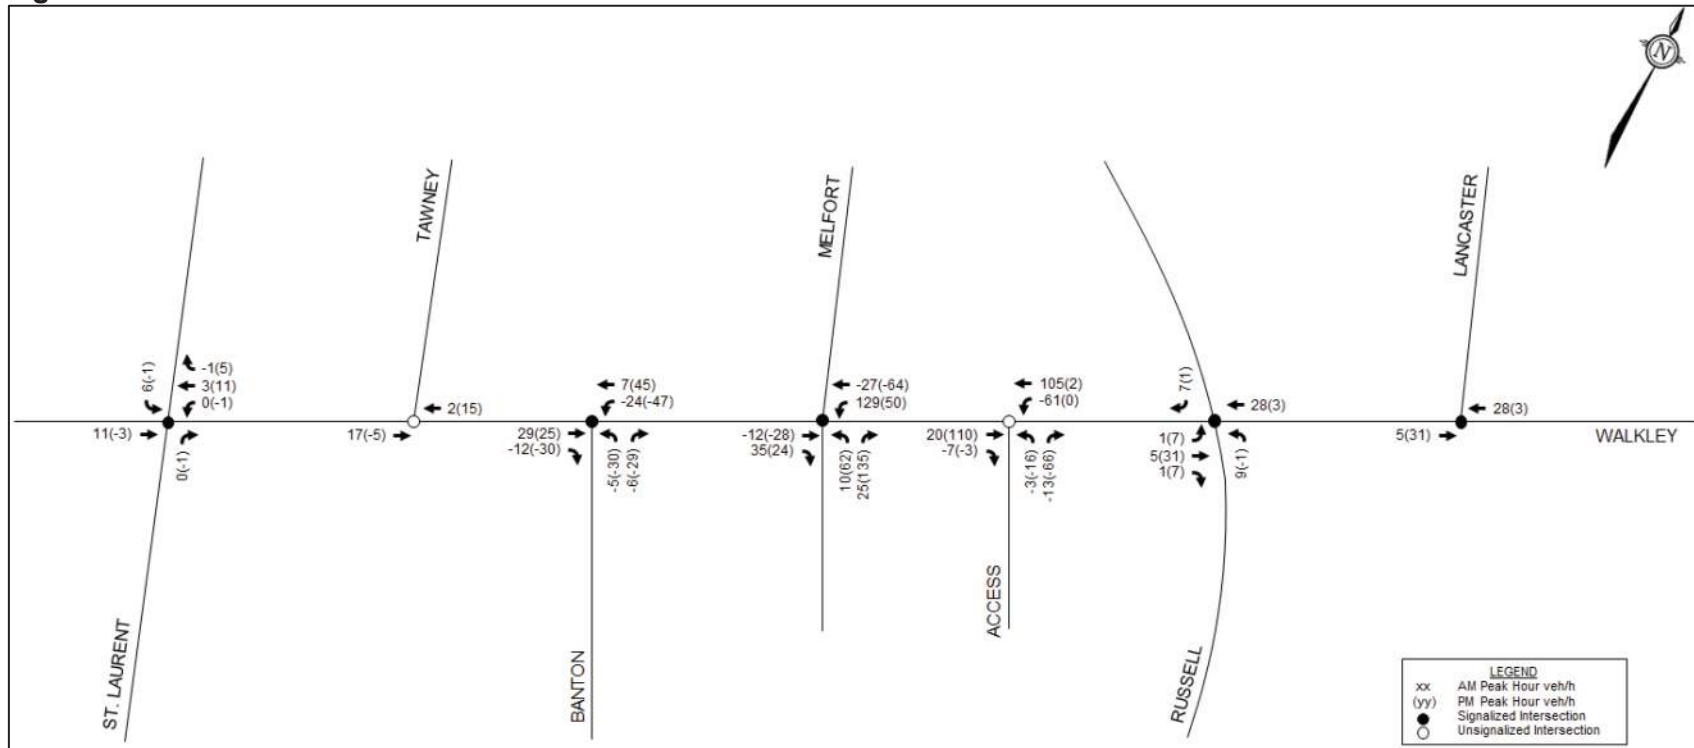 N
TAWNEY
MELFORT
LANCASTER
6(-1)
-1(5)
3(11)
0(-1)
11(-3)
0(-1)
2(15)
17(-5)
7(45)
-24(-47)
29(25)
-12(-30)
-5(-30)
-6(-29)
-27(-64)
129(50)
-12(-28)
35(24)
10(62)
25(135)
105(2)
-61(0)
20(110)
-7(-3)
-3(-16)
-13(-66)
7(1)
28(3)
1(7)
5(31)
1(7)
9(-1)
28(3)
5(31)
WALKLEY
ST. LAURENT
BANTON
ACCESS
RUSSELL
LEGEND
xx AM Peak Hour veh/h
(yy) PM Peak Hour veh/h
Signalized Intersection
Unsignalized Intersection